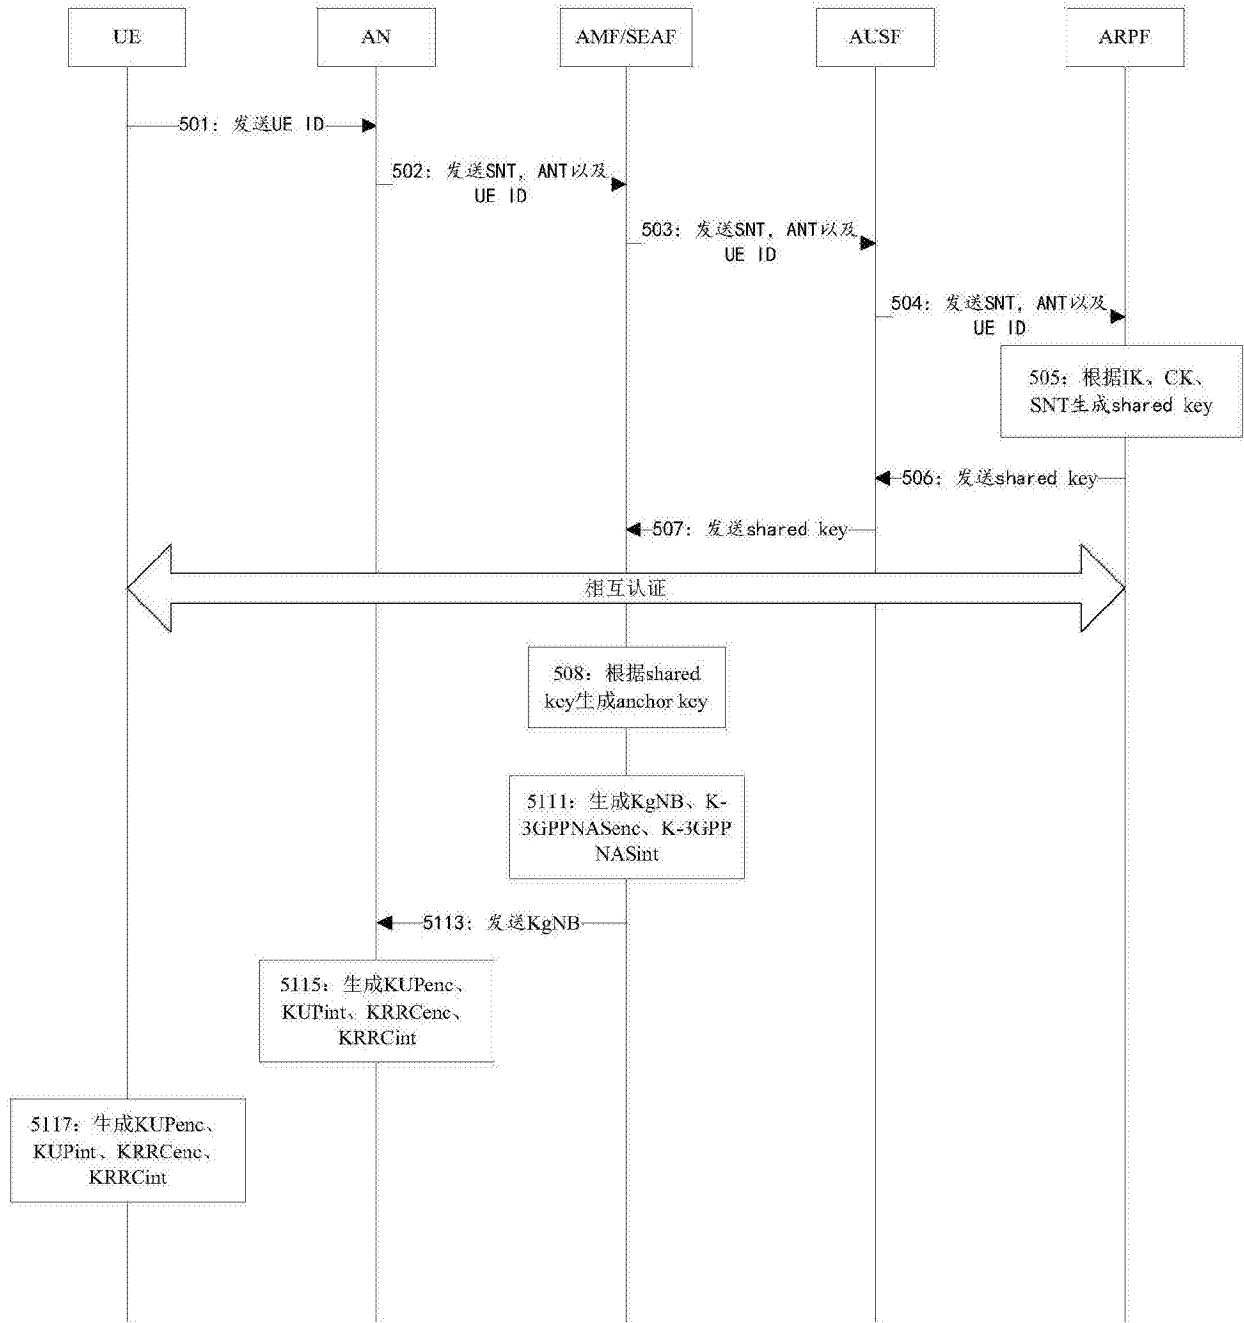 UE
AN
AMF/SEAF
AUSF
ARPF
501：发送UE ID
502：发送SNT，ANT以及
UE ID
503：发送SNT，ANT以及
UE ID
504：发送SNT，ANT以及
UE ID
505：根据IK、CK、
SNT生成shared key
506：发送shared key
507：发送shared key
相互认证
508：根据shared
key生成anchor key
5111：生成KgNB、K-
3GPPNASenc、K-3GPP
NASint
5113：发送KgNB
5115：生成KUPenc、
KUPint、KRRCenc、
KRRCint
5117：生成KUPenc、
KUPint、KRRCenc、
KRRCint